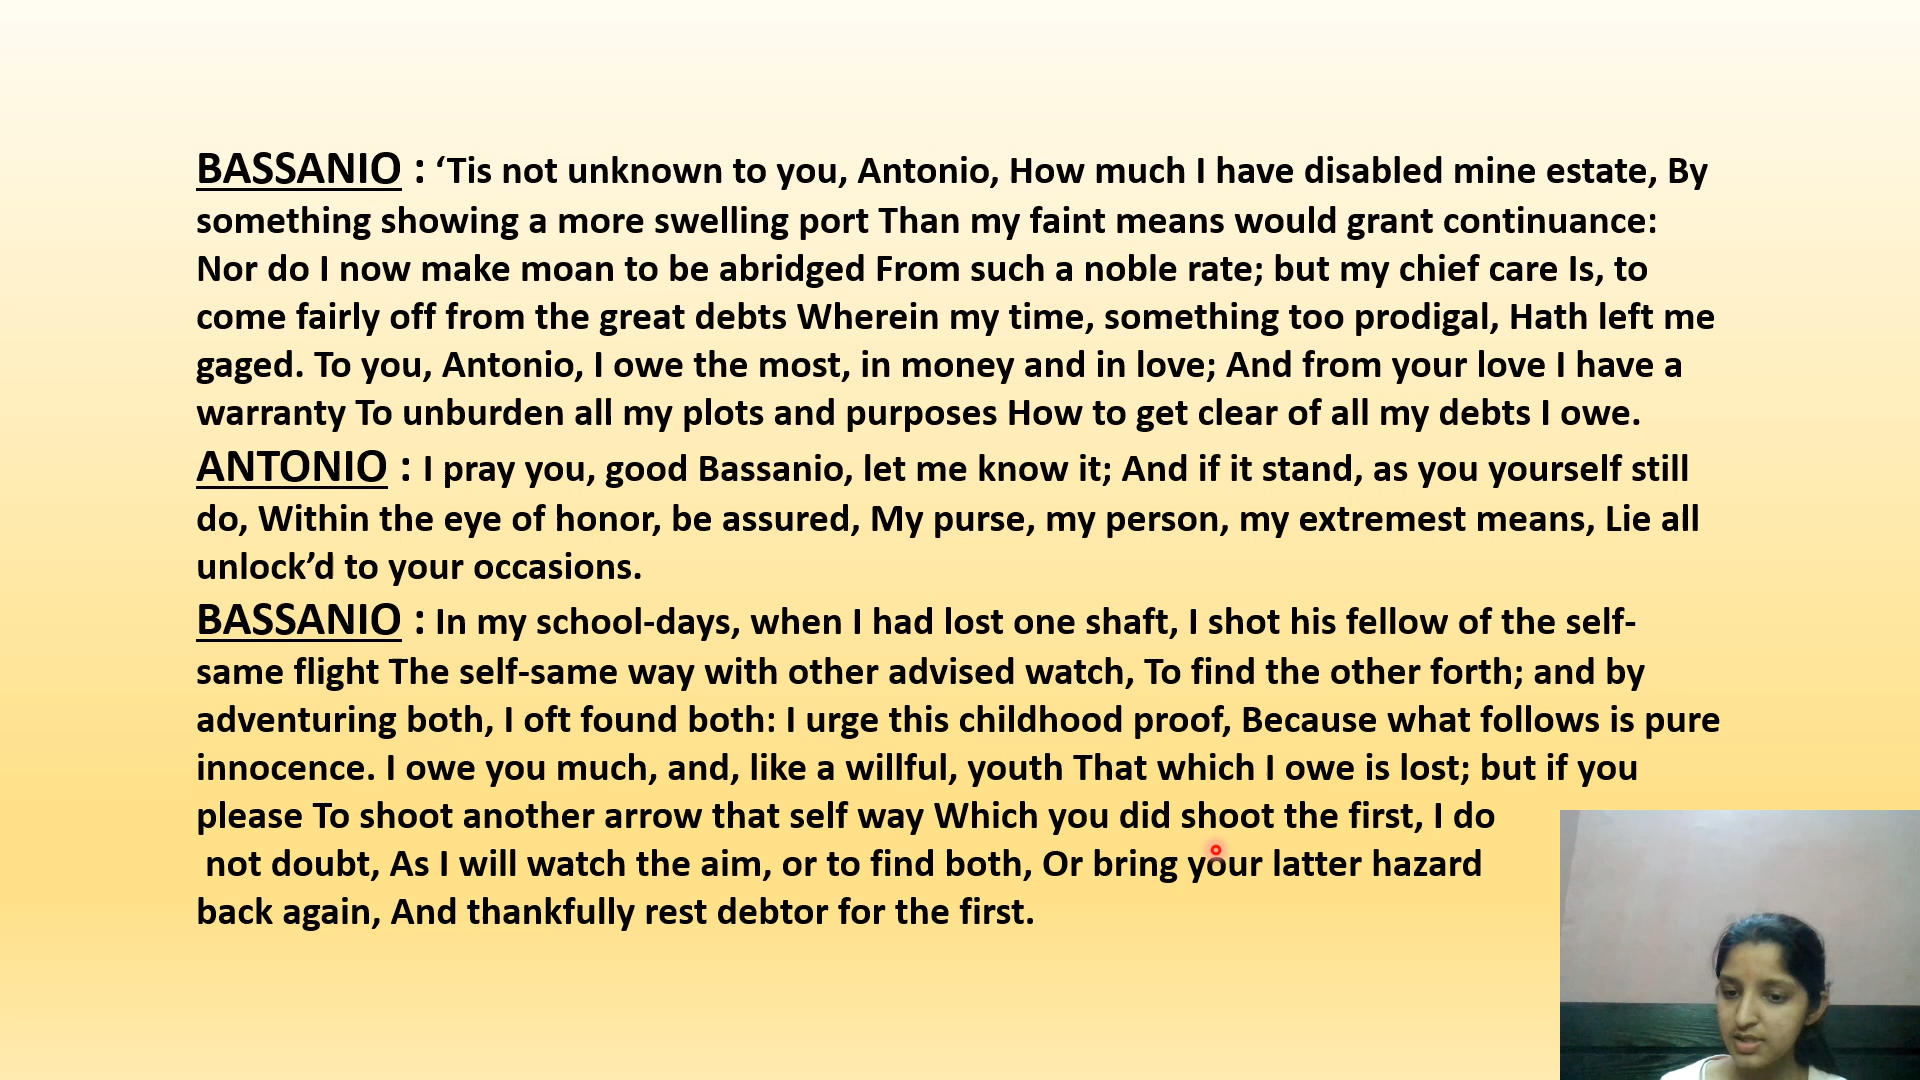 BASSANIO : ‘Tis not unknown to you, Antonio, How much I have disabled mine estate, By
something showing a more swelling port Than my faint means would grant continuance:
Nor do I now make moan to be abridged From such a noble rate; but my chief care Is, to
come fairly off from the great debts Wherein my time, something too prodigal, Hath left me
gaged. To you, Antonio, I owe the most, in money and in love; And from your love I have a
warranty To unburden all my plots and purposes How to get clear of all my debts I owe.
ANTONIO : I pray you, good Bassanio, let me know it; And if it stand, as you yourself still
do, Within the eye of honor, be assured, My purse, my person, my extremest means, Lie all
unlock’d to your occasions.
BASSANIO : In my school-days, when I had lost one shaft, I shot his fellow of the self-
same flight The self-same way with other advised watch, To find the other forth; and by
adventuring both, I oft found both: I urge this childhood proof, Because what follows is pure
innocence. I owe you much, and, like a willful, youth That which I owe is lost; but if you
please To shoot another arrow that self way Which you did shoot the first, I do
not doubt, As I will watch the aim, or to find both, Or bring your latter hazard
back again, And thankfully rest debtor for the first.